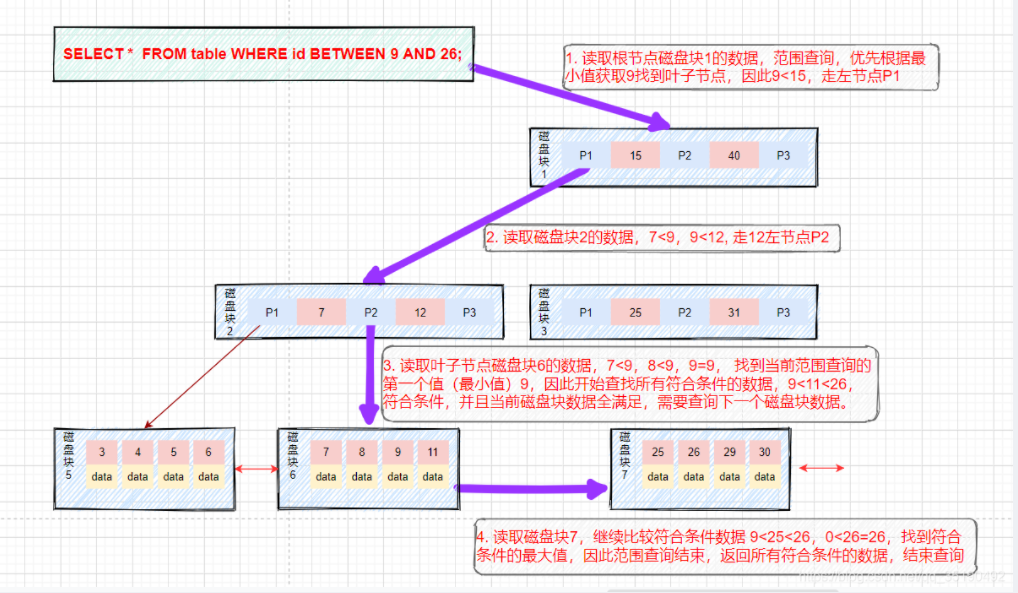 SELECT * FROM table WHERE id BETWEEN 9 AND 26;
1. 读取根节点磁盘块1的数据，范围查询，优先根据最
小值获取9找到叶子节点，因此9<15，走左节点P1
磁盘块1
P1 15 P2 40 P3
2. 读取磁盘块2的数据，7<9，9<12, 走12左节点P2
磁盘块2
P1 7 P2 12 P3
磁盘块3
P1 25 P2 31 P3
3. 读取叶子节点磁盘块6的数据，7<9，8<9，9=9， 找到当前范围查询的
第一个值（最小值）9，因此开始查找所有符合条件的数据，9<11<26，
符合条件，并且当前磁盘块数据全满足，需要查询下一个磁盘块数据。
磁盘块5
3 4 5 6
data data data data
磁盘块6
7 8 9 11
data data data data
磁盘块7
25 26 29 30
data data data data
4. 读取磁盘块7，继续比较符合条件数据 9<25<26，0<26=26，找到符合
条件的最大值，因此范围查询结束，返回所有符合条件的数据，结束查询